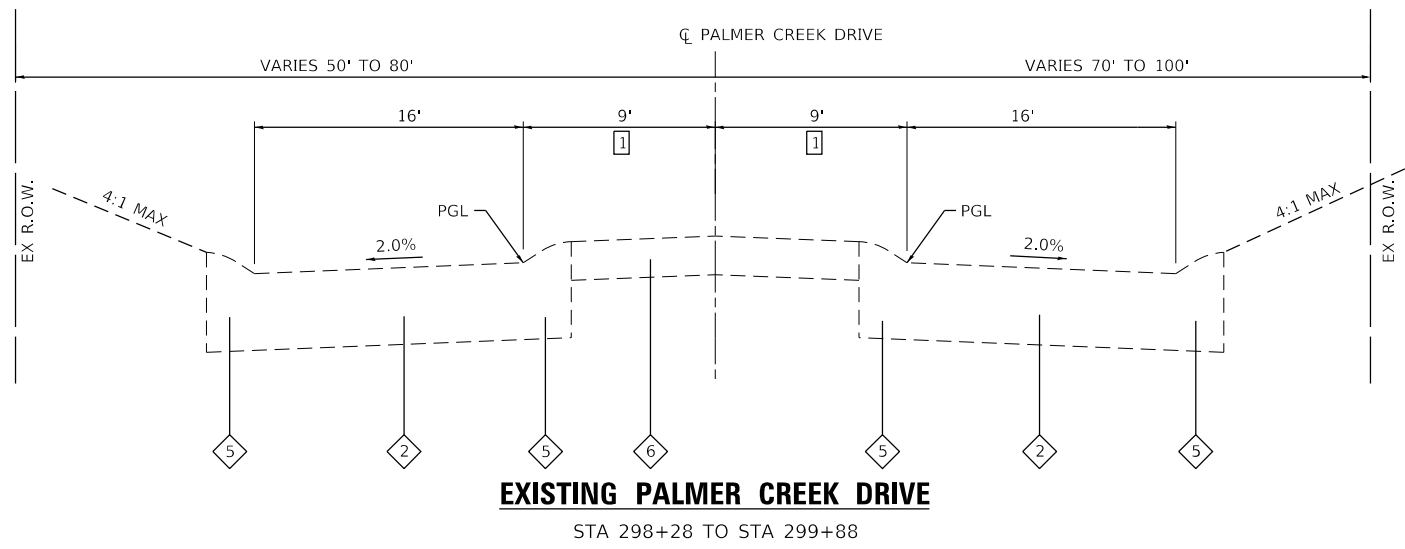 ℄ PALMER CREEK DRIVE
VARIES 50' TO 80'
VARIES 70' TO 100'
16'
9'
9'
16'
1
1
EX R.O.W.
4:1 MAX
PGL
PGL
4:1 MAX
EX R.O.W.
2.0%
2.0%
5
2
5
6
5
2
5
EXISTING PALMER CREEK DRIVE
STA 298+28 TO STA 299+88